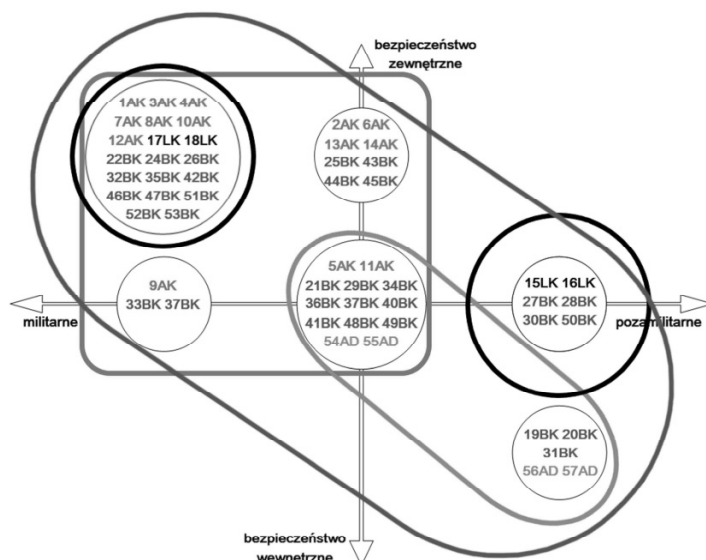 bezpieczeństwo
zewnętrzne
1AK 3AK 4AK
7AK 8AK 10AK
12AK 17LK 18LK
22BK 24BK 26BK
32BK 35BK 42BK
46BK 47BK 51BK
52BK 53BK
2AK 6AK
13AK 14AK
25BK 43BK
44BK 45BK
9AK
33BK 37BK
5AK 11AK
21BK 29BK 34BK
36BK 37BK 40BK
41BK 48BK 49BK
54AD 55AD
15LK 16LK
27BK 28BK
30BK 50BK
militarne
pozamilitarne
19BK 20BK
31BK
56AD 57AD
bezpieczeństwo
wewnętrzne